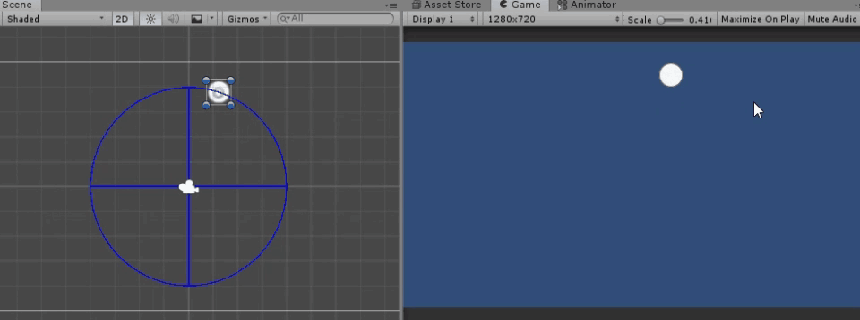 Scene
Shaded 2D Gizmos All
Asset Store Game Animator
Display 1 1280x720 Scale 0.41 Maximize On Play Mute Audio